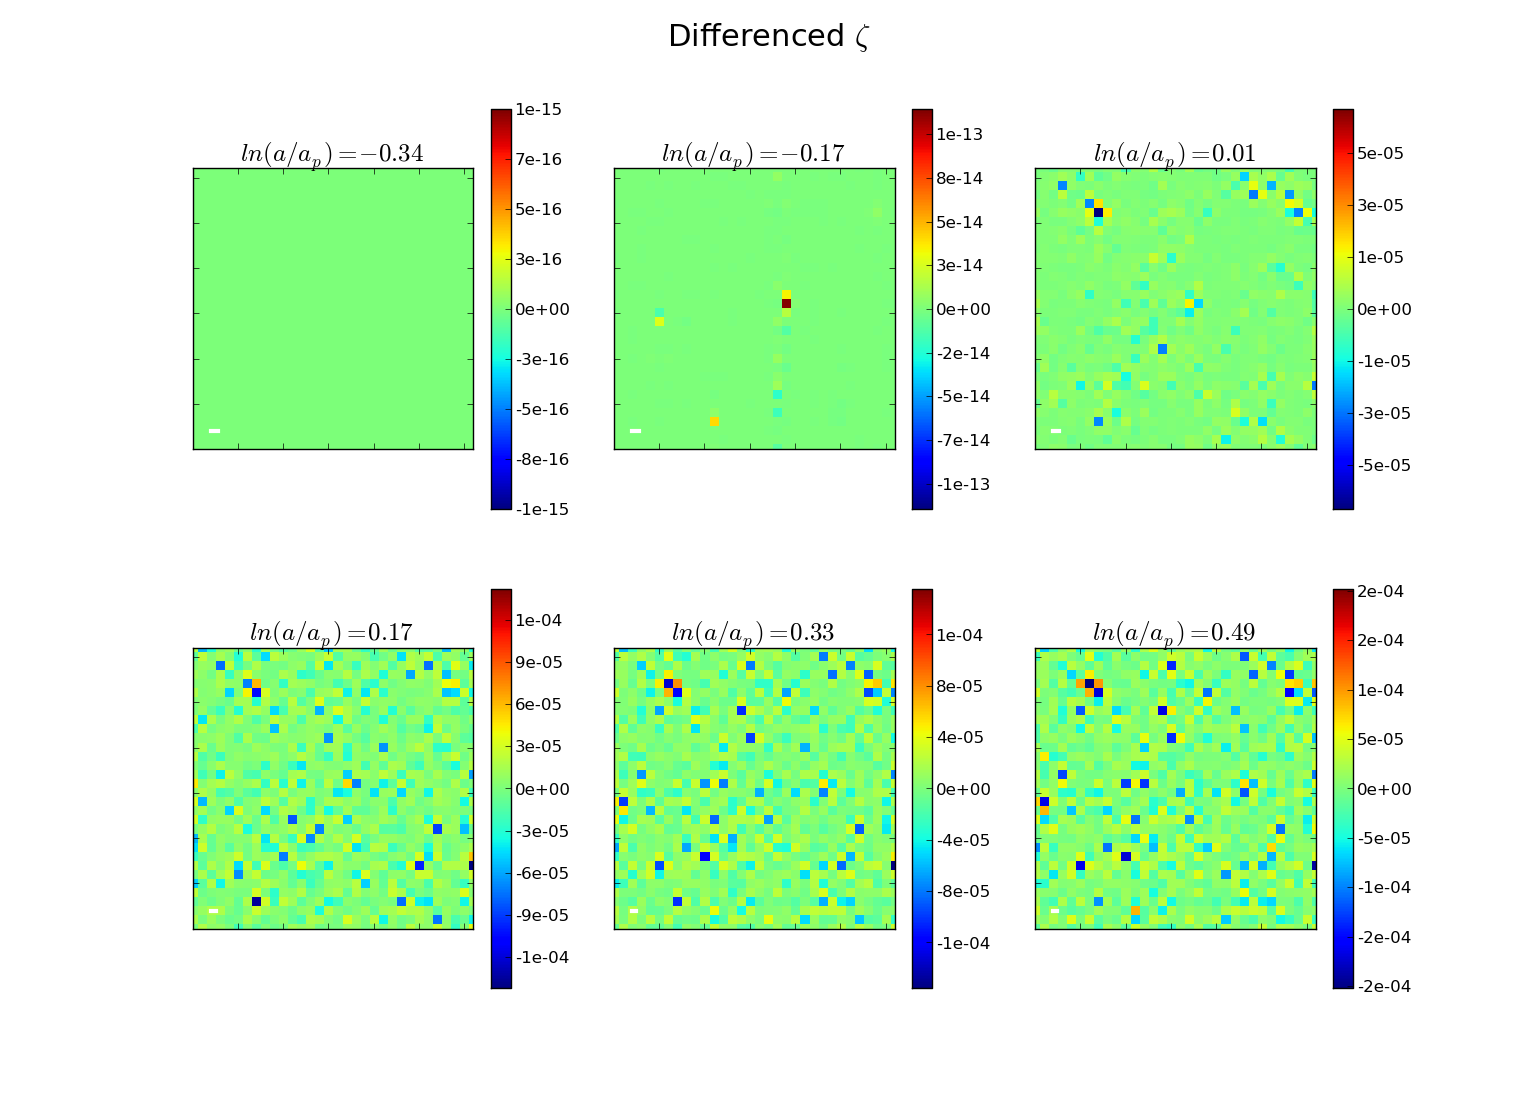 Differenced ζ
ln(a/a_p)=−0.34
1e-15
7e-16
5e-16
3e-16
0e+00
-3e-16
-5e-16
-8e-16
-1e-15
ln(a/a_p)=−0.17
1e-13
8e-14
5e-14
3e-14
0e+00
-2e-14
-5e-14
-7e-14
-1e-13
ln(a/a_p)=0.01
5e-05
3e-05
1e-05
0e+00
-1e-05
-3e-05
-5e-05
ln(a/a_p)=0.17
1e-04
9e-05
6e-05
3e-05
0e+00
-3e-05
-6e-05
-9e-05
-1e-04
ln(a/a_p)=0.33
1e-04
8e-05
4e-05
0e+00
-4e-05
-8e-05
-1e-04
ln(a/a_p)=0.49
2e-04
2e-04
1e-04
5e-05
0e+00
-5e-05
-1e-04
-2e-04
-2e-04